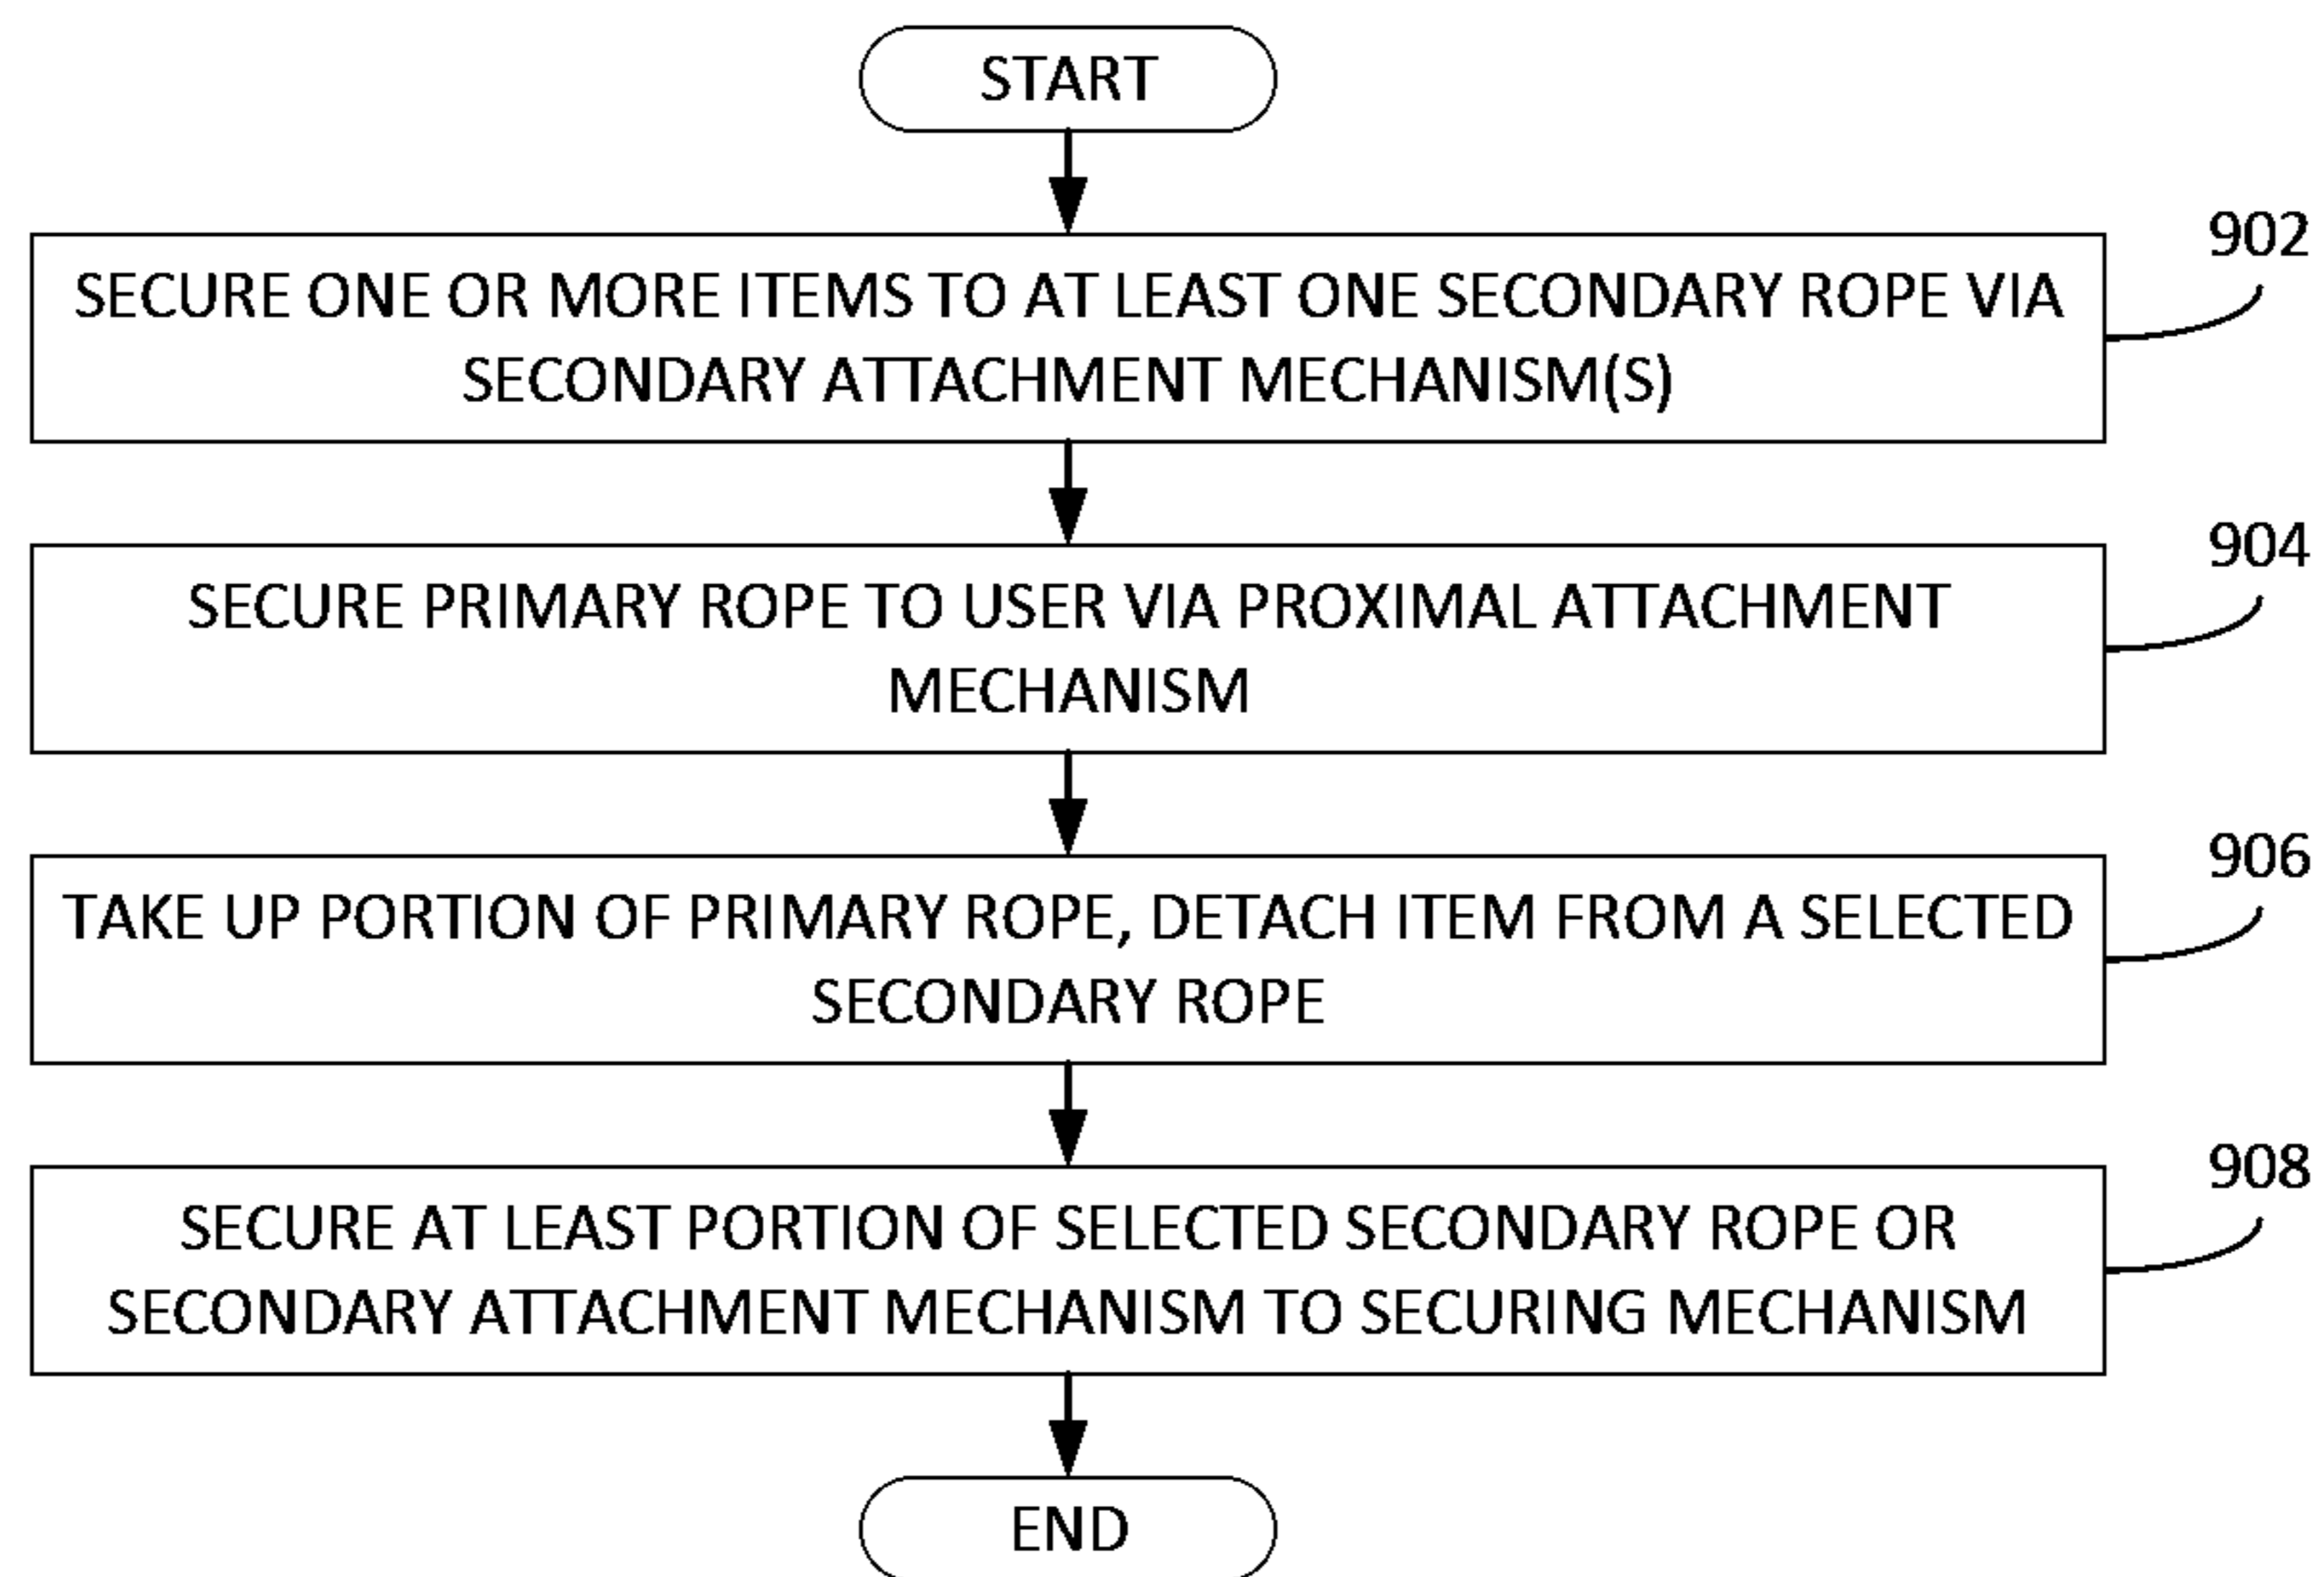 START
902
SECURE ONE OR MORE ITEMS TO AT LEAST ONE SECONDARY ROPE VIA
SECONDARY ATTACHMENT MECHANISM(S)
904
SECURE PRIMARY ROPE TO USER VIA PROXIMAL ATTACHMENT
MECHANISM
906
TAKE UP PORTION OF PRIMARY ROPE, DETACH ITEM FROM A SELECTED
SECONDARY ROPE
908
SECURE AT LEAST PORTION OF SELECTED SECONDARY ROPE OR
SECONDARY ATTACHMENT MECHANISM TO SECURING MECHANISM
END